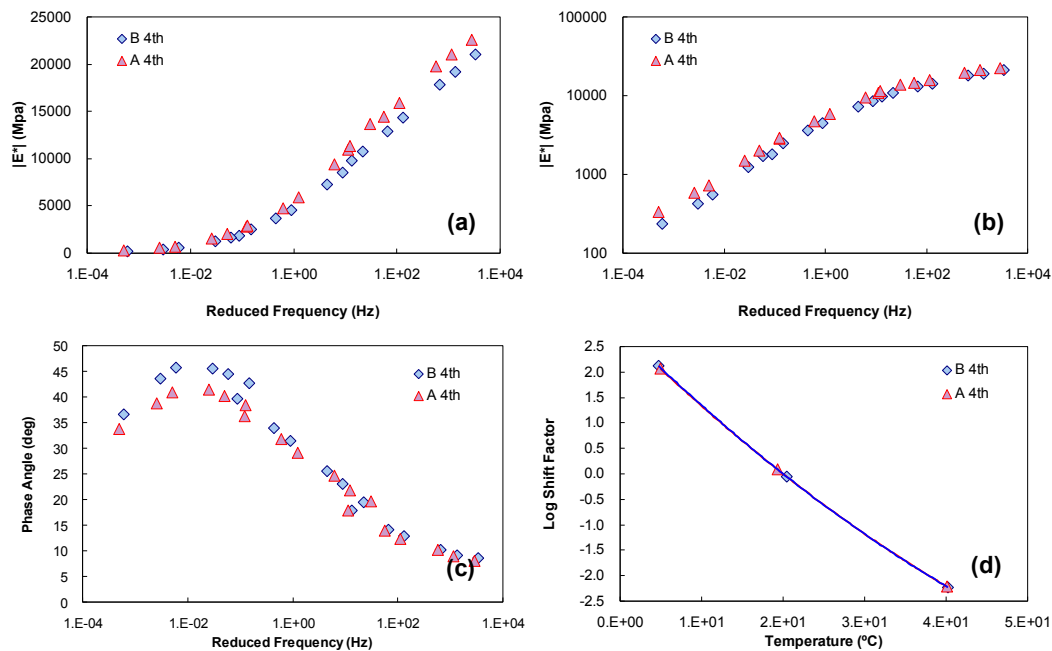 25000
20000
15000
10000
5000
0
|E*| (Mpa)
B 4th
A 4th
(a)
1.E-04 1.E-02 1.E+00 1.E+02 1.E+04
Reduced Frequency (Hz)
100000
10000
1000
100
|E*| (Mpa)
B 4th
A 4th
(b)
1.E-04 1.E-02 1.E+00 1.E+02 1.E+04
Reduced Frequency (Hz)
50
45
40
35
30
25
20
15
10
5
0
Phase Angle (deg)
B 4th
A 4th
(c)
1.E-04 1.E-02 1.E+00 1.E+02 1.E+04
Reduced Frequency (Hz)
2.5
2.0
1.5
1.0
0.5
0.0
-0.5
-1.0
-1.5
-2.0
-2.5
Log Shift Factor
B 4th
A 4th
(d)
0.E+00 1.E+01 2.E+01 3.E+01 4.E+01 5.E+01
Temperature (ºC)